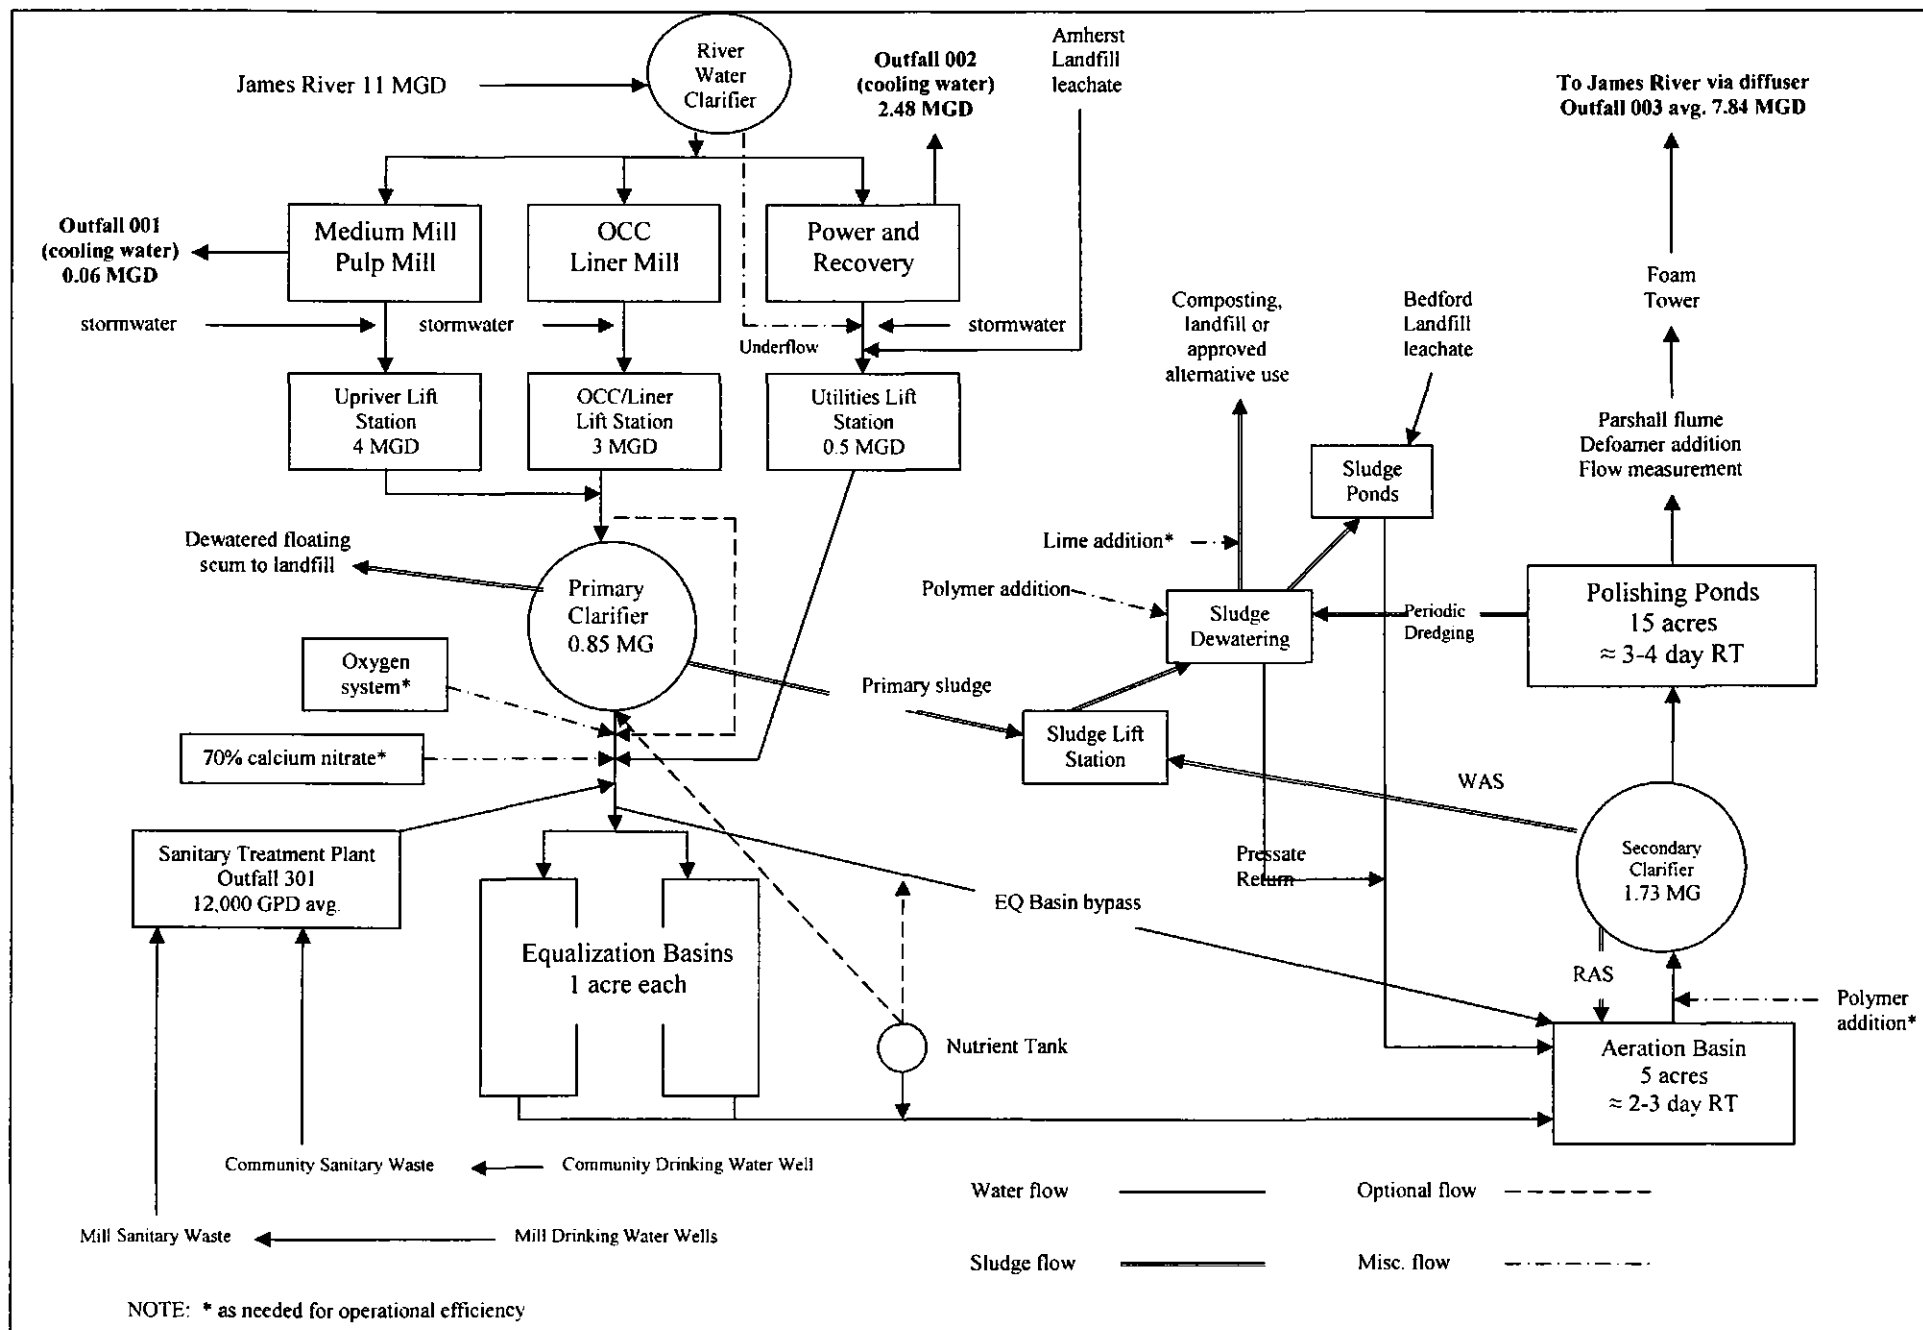 James River 11 MGD
River
Water
Clarifier
Outfall 002
(cooling water)
2.48 MGD
Amherst
Landfill
leachate
To James River via diffuser
Outfall 003 avg. 7.84 MGD
Outfall 001
(cooling water)
0.06 MGD
Medium Mill
Pulp Mill
OCC
Liner Mill
Power and
Recovery
Foam
Tower
Composting,
landfill or
approved
alternative use
Bedford
Landfill
leachate
stormwater
stormwater
Underflow
stormwater
Upriver Lift
Station
4 MGD
OCC/Liner
Lift Station
3 MGD
Utilities Lift
Station
0.5 MGD
Parshall flume
Defoamer addition
Flow measurement
Sludge
Ponds
Dewatered floating
scum to landfill
Primary
Clarifier
0.85 MG
Lime addition*
Polymer addition
Sludge
Dewatering
Periodic
Dredging
Polishing Ponds
15 acres
≈ 3-4 day RT
Oxygen
system*
Primary sludge
70% calcium nitrate*
Sludge Lift
Station
WAS
Sanitary Treatment Plant
Outfall 301
12,000 GPD avg.
Pressate
Return
Secondary
Clarifier
1.73 MG
EQ Basin bypass
Equalization Basins
1 acre each
RAS
Polymer
addition*
Nutrient Tank
Aeration Basin
5 acres
≈ 2-3 day RT
Community Sanitary Waste
Community Drinking Water Well
Mill Sanitary Waste
Mill Drinking Water Wells
Water flow
Optional flow
Sludge flow
Misc. flow
NOTE: * as needed for operational efficiency